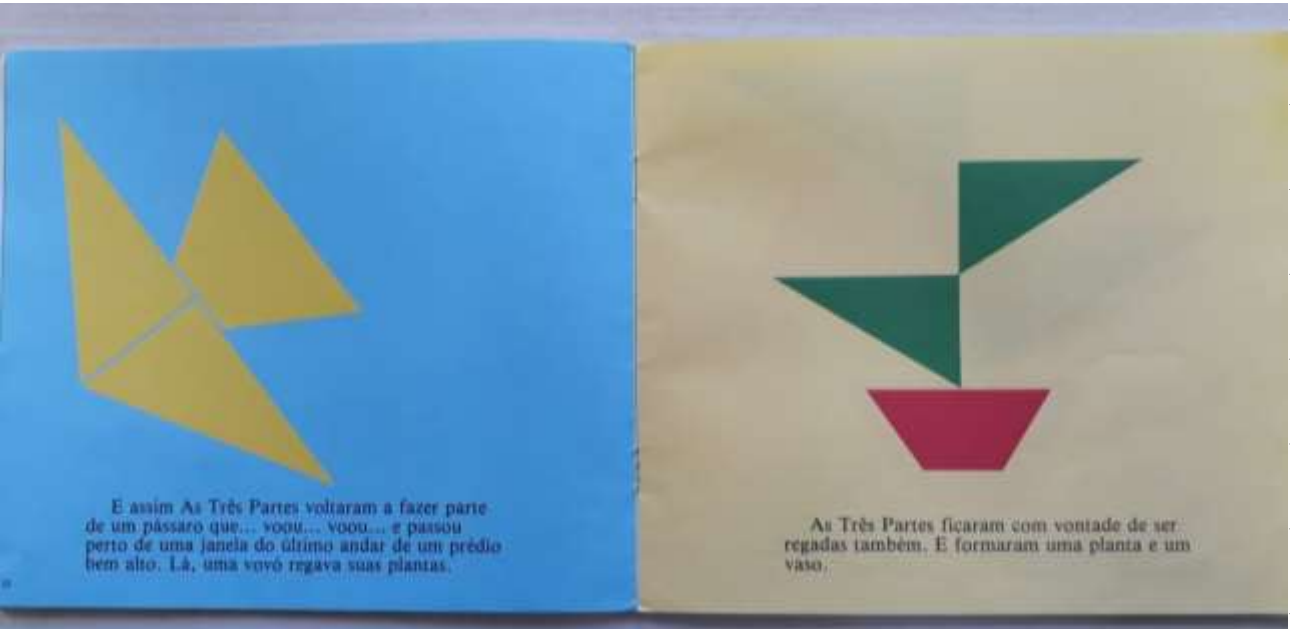 E assim As Três Partes voltaram a fazer parte
de um pássaro que... voou... voou... e passou
perto de uma janela do último andar de um prédio
bem alto. Lá, uma vovó regava suas plantas.
As Três Partes ficaram com vontade de ser
regadas também. E formaram uma planta e um
vaso.